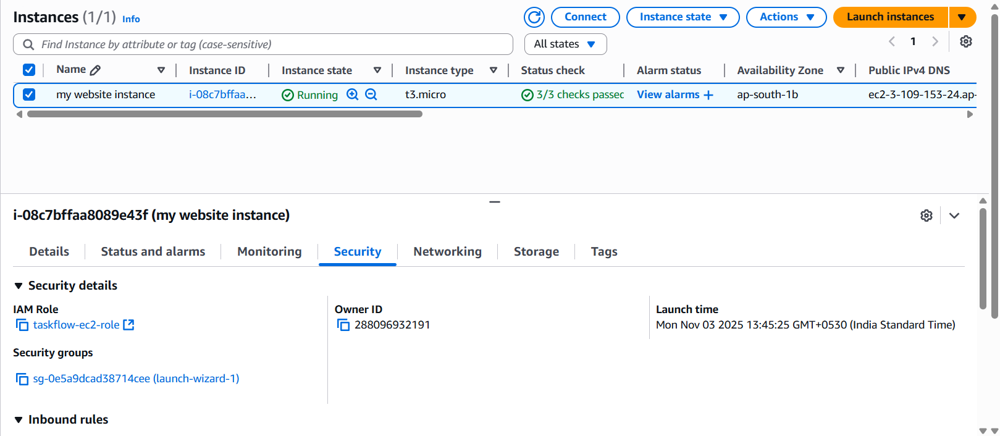 Instances (1/1) Info
Connect
Instance state
Actions
Launch instances
Find Instance by attribute or tag (case-sensitive)
All states
1
Name
Instance ID
Instance state
Instance type
Status check
Alarm status
Availability Zone
Public IPv4 DNS
my website instance
i-08c7bffaa...
Running
t3.micro
3/3 checks passec
View alarms +
ap-south-1b
ec2-3-109-153-24.ap-
i-08c7bffaa8089e43f (my website instance)
Details
Status and alarms
Monitoring
Security
Networking
Storage
Tags
Security details
IAM Role
taskflow-ec2-role
Owner ID
288096932191
Launch time
Mon Nov 03 2025 13:45:25 GMT+0530 (India Standard Time)
Security groups
sg-0e5a9dcad38714cee (launch-wizard-1)
Inbound rules